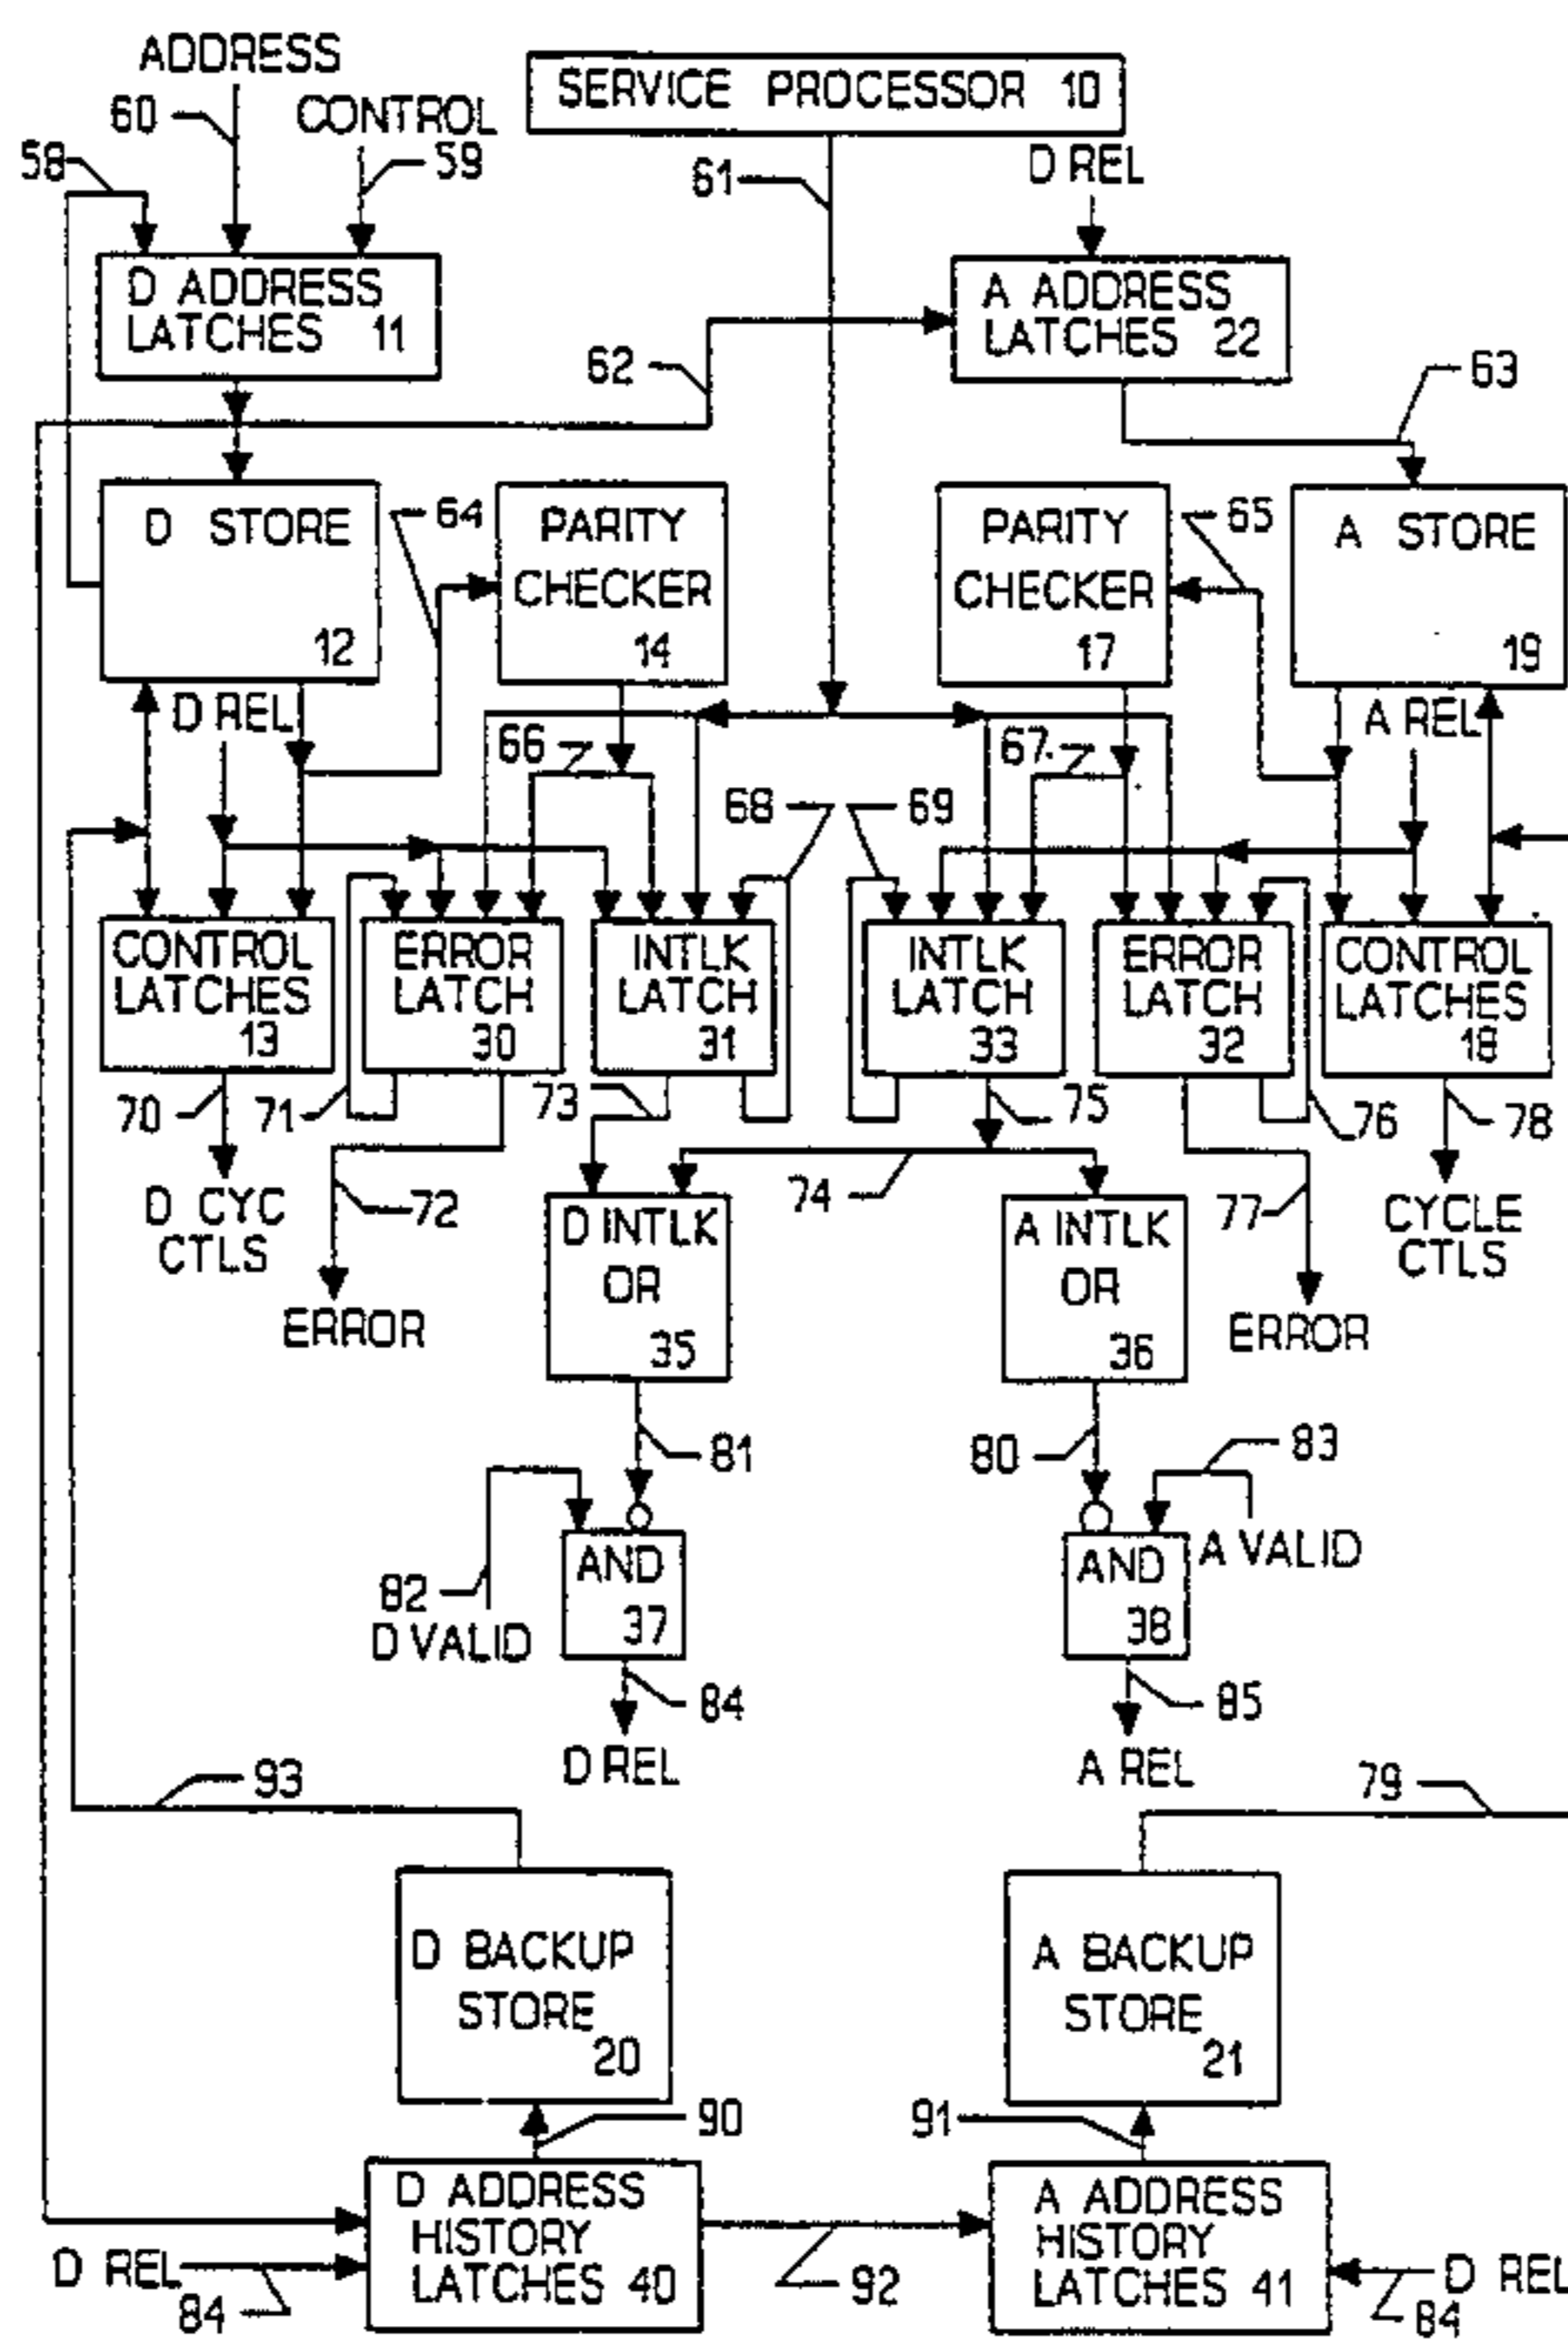 ADDRESS
60
CONTROL
58
59
SERVICE PROCESSOR 10
61
D REL
D ADDRESS
LATCHES 11
A ADDRESS
LATCHES 22
62
63
D STORE
12
64
PARITY
CHECKER
14
PARITY
CHECKER
17
65
A STORE
19
D REL
A REL
66
67
68
69
CONTROL
LATCHES
13
ERROR
LATCH
30
INTLK
LATCH
31
INTLK
LATCH
33
ERROR
LATCH
32
CONTROL
LATCHES
18
70
71
73
75
76
78
D CYC
CTLS
72
74
77
CYCLE
CTLS
ERROR
D INTLK
OR
35
A INTLK
OR
36
ERROR
81
80
83
82
D VALID
AND
37
AND
38
A VALID
84
85
D REL
A REL
93
79
D BACKUP
STORE
20
A BACKUP
STORE
21
90
91
D ADDRESS
HISTORY
LATCHES 40
A ADDRESS
HISTORY
LATCHES 41
D REL
84
92
D REL
84